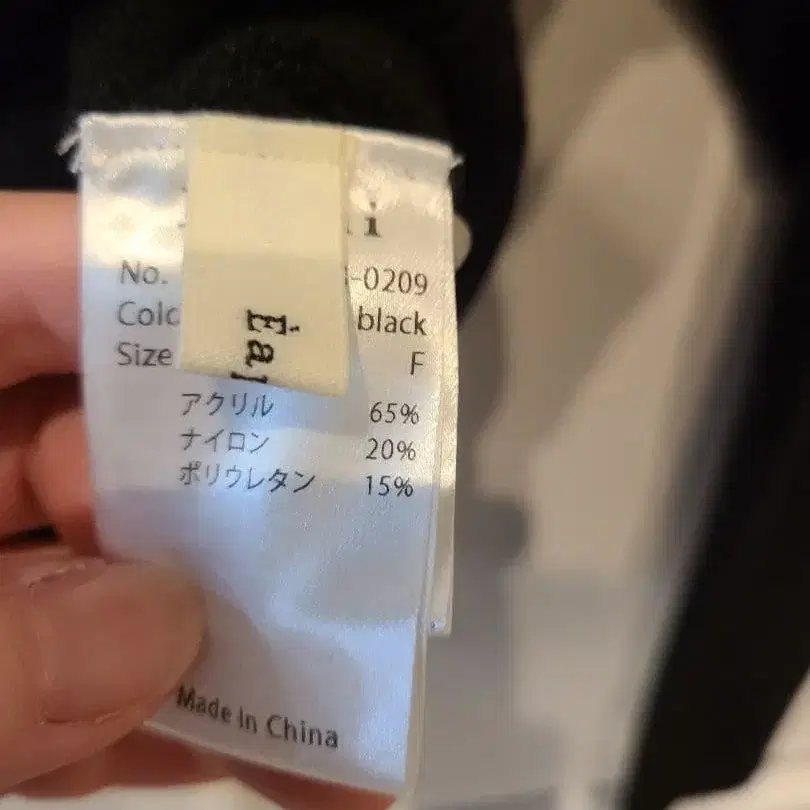 i
No. -0209
Colo black
Size F
アクリル 65%
ナイロン 20%
ポリウレタン 15%
Made In China
Éa